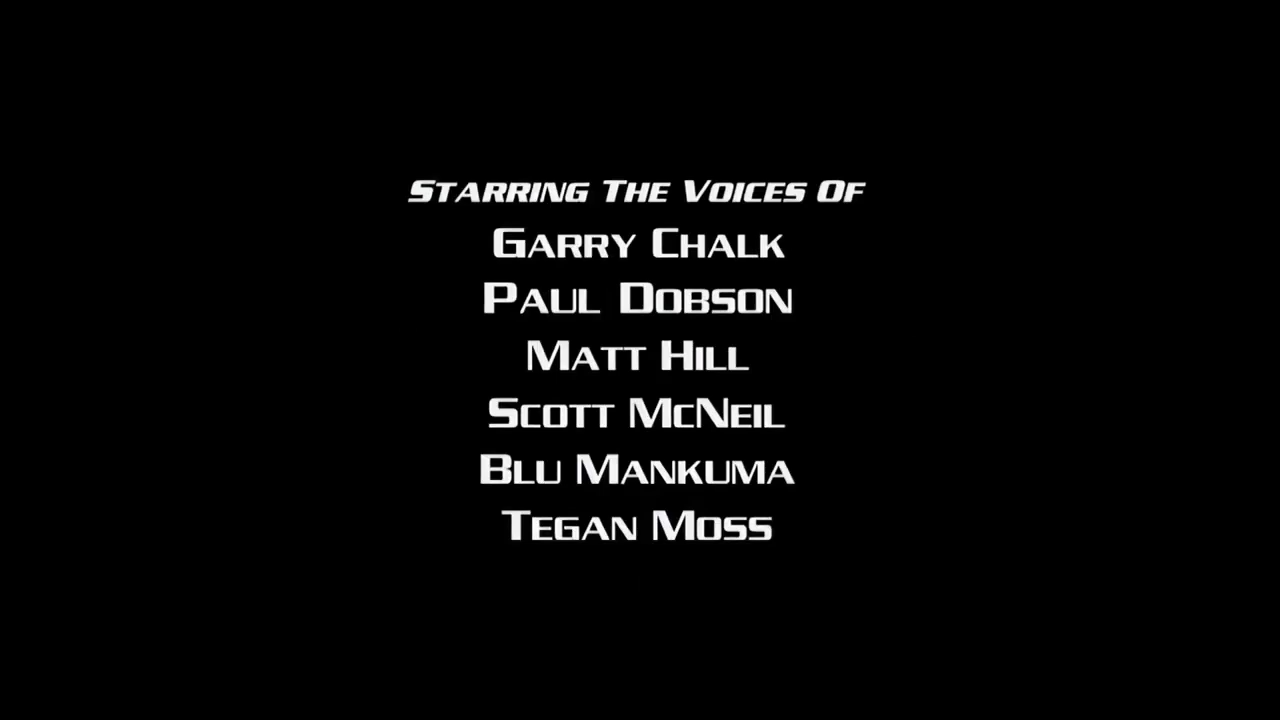 Starring The Voices Of
Garry Chalk
Paul Dobson
Matt Hill
Scott McNeil
Blu Mankuma
Tegan Moss